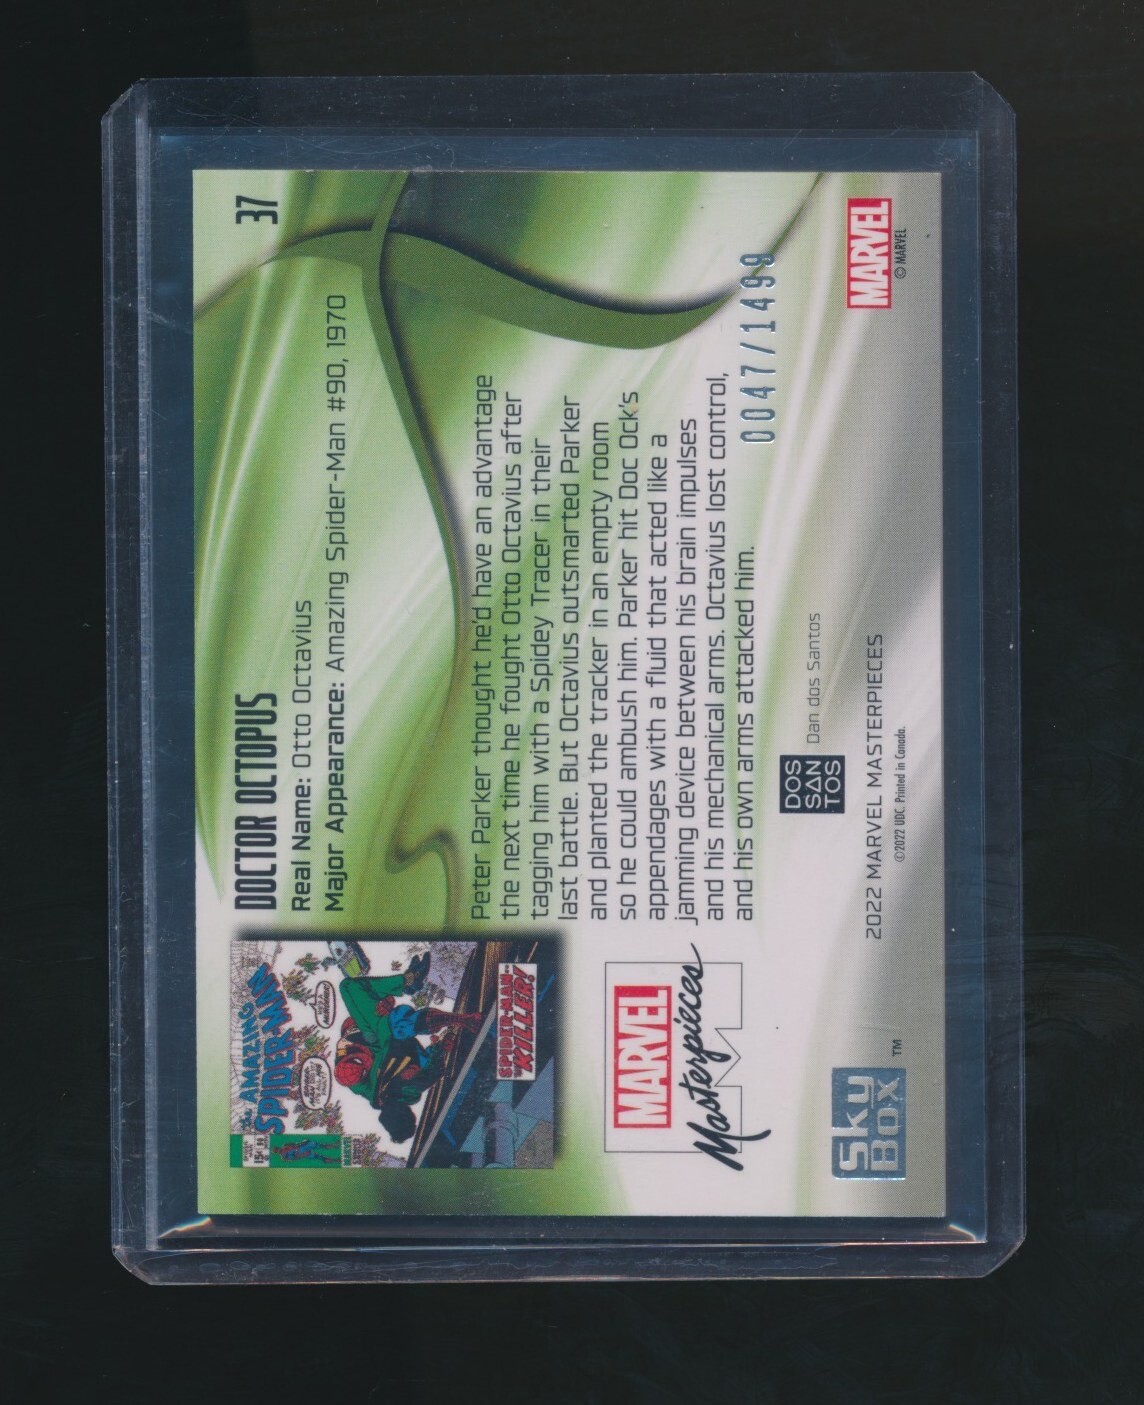 DOCTOR OCTOPUS
37
Real Name: Otto Octavius
Major Appearance: Amazing Spider-Man #90, 1970
the AMAZING
SPIDER-MAN
15¢
90
SPIDER-MAN--
KILLER!
Peter Parker thought he'd have an advantage
the next time he fought Otto Octavius after
tagging him with a Spidey Tracer in their
last battle. But Octavius outsmarted Parker
and planted the tracker in an empty room
so he could ambush him. Parker hit Doc Ock's
appendages with a fluid that acted like a
jamming device between his brain impulses
and his mechanical arms. Octavius lost control,
and his own arms attacked him.
0047/1499
MARVEL
Masterpieces
DOS
SAN
TOS
Dan dos Santos
Sky
Box
™
2022 MARVEL MASTERPIECES
©2022 UDC. Printed in Canada.
MARVEL
© MARVEL